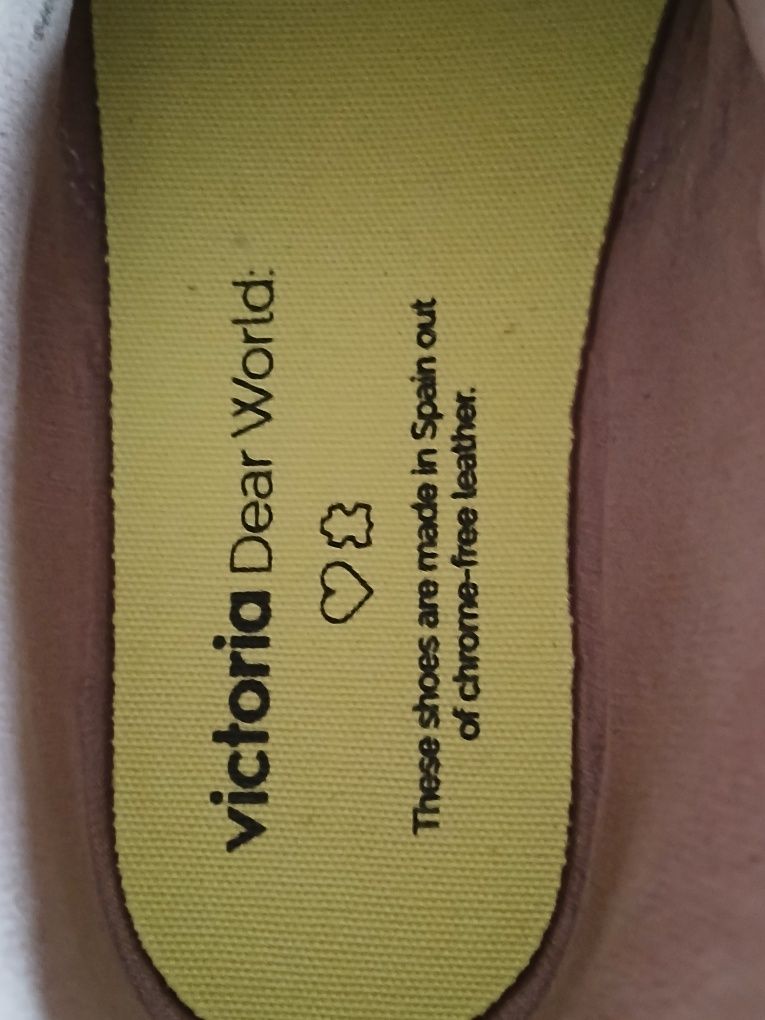 victoria Dear World:
These shoes are made in Spain out
of chrome-free leather.